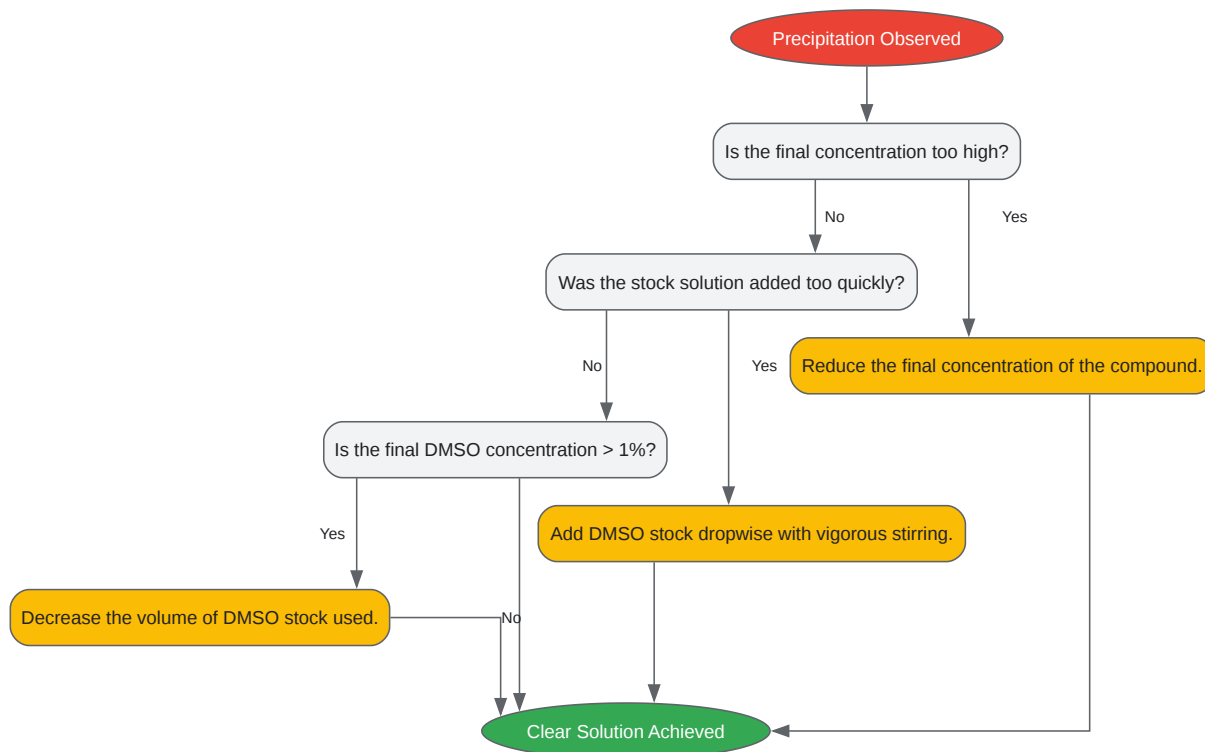 Precipitation Observed
Is the final concentration too high?
No
Yes
Was the stock solution added too quickly?
No
Yes
Reduce the final concentration of the compound.
Is the final DMSO concentration > 1%?
Yes
Add DMSO stock dropwise with vigorous stirring.
Decrease the volume of DMSO stock used.
No
Clear Solution Achieved